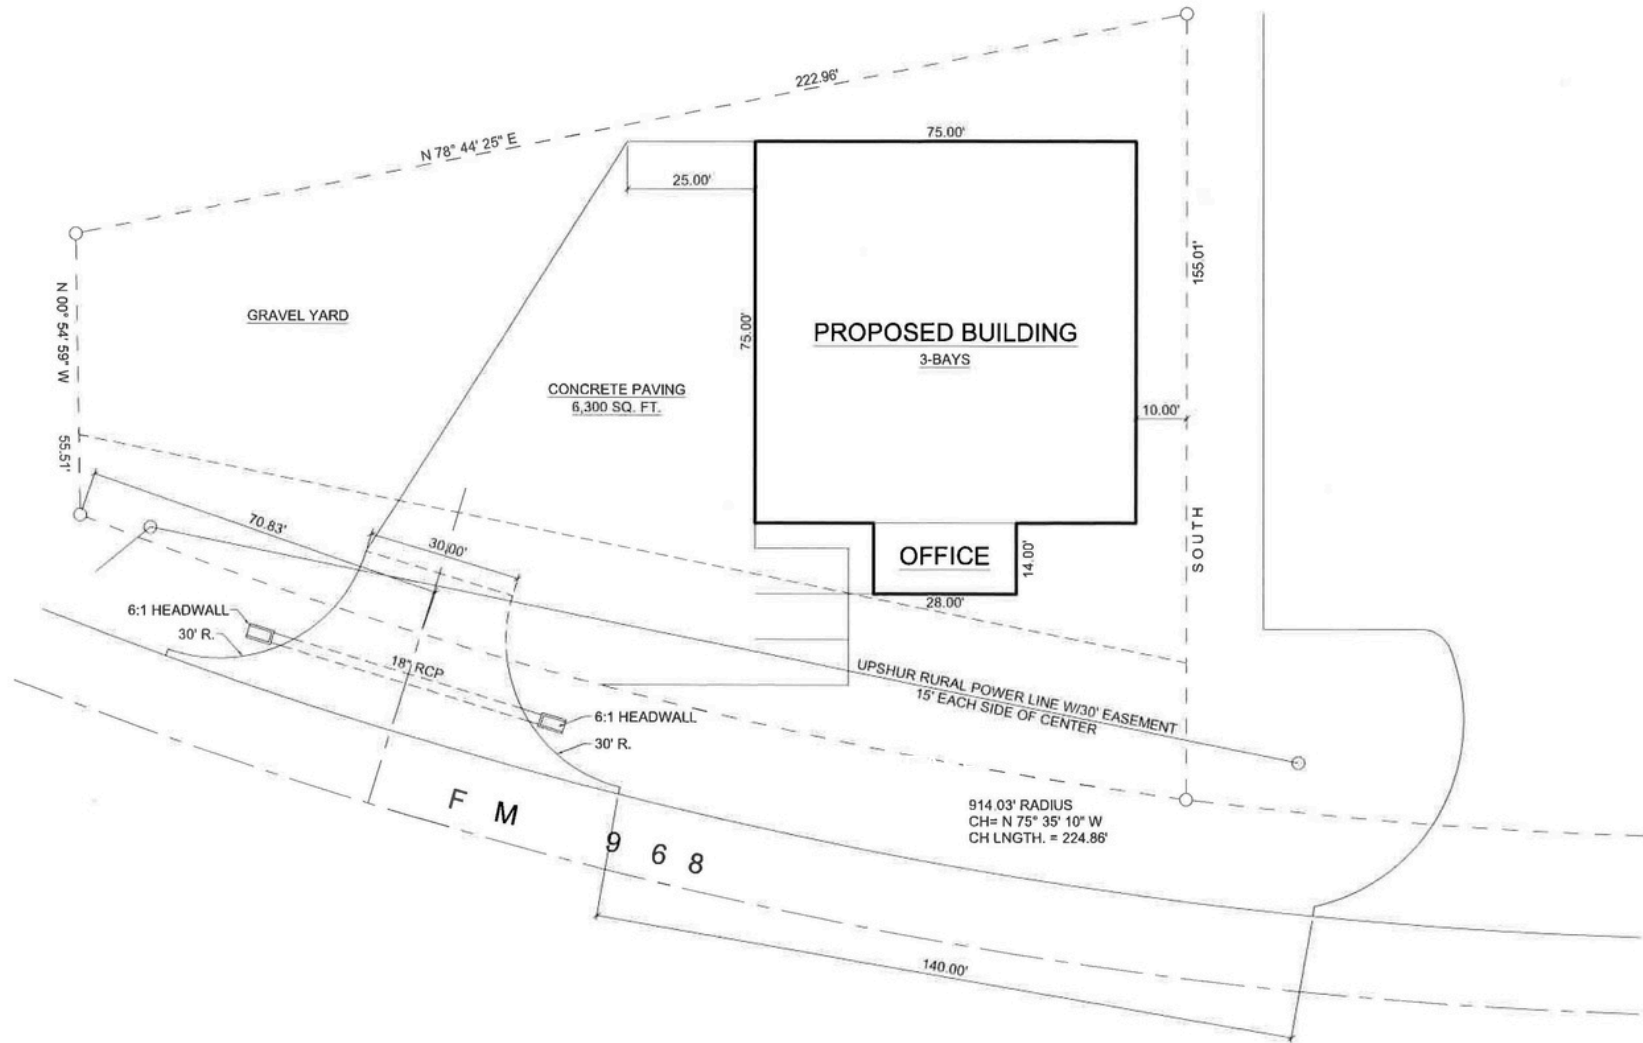 222.96'
N 78° 44' 25" E
75.00'
25.00'
155.01'
N 00° 54' 59" W
GRAVEL YARD
75.00'
PROPOSED BUILDING
3-BAYS
CONCRETE PAVING
6,300 SQ. FT.
10.00'
55.51'
70.83'
30.00'
OFFICE
14.00'
SOUTH
28.00'
6:1 HEADWALL
30' R.
18" RCP
UPSHUR RURAL POWER LINE W/30' EASEMENT
15' EACH SIDE OF CENTER
6:1 HEADWALL
30' R.
FM 968
914.03' RADIUS
CH= N 75° 35' 10" W
CH LNGTH. = 224.86'
140.00'